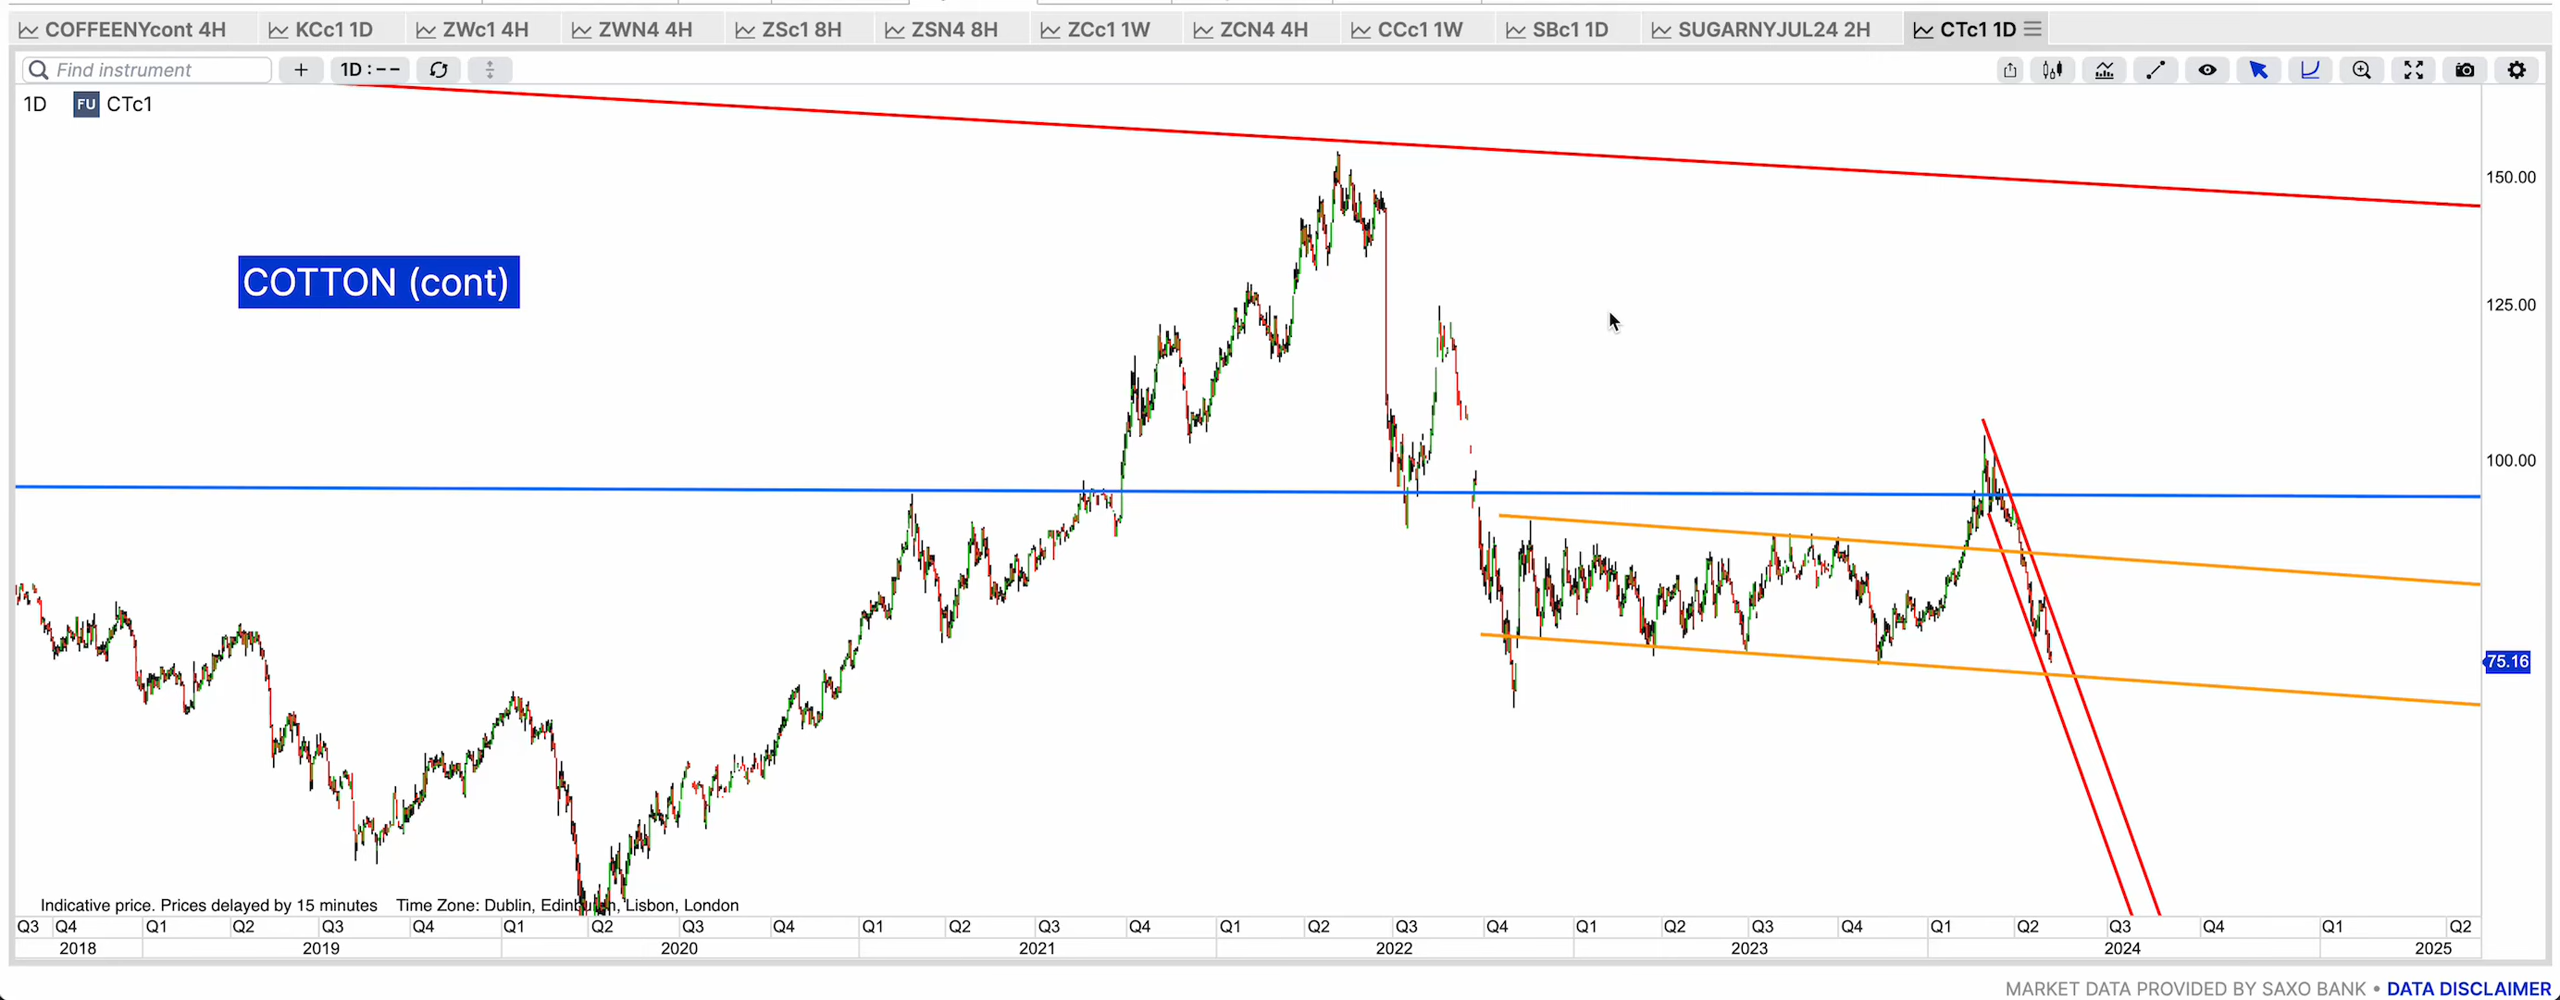 COFFEENYcont 4H KCc1 1D ZWc1 4H ZWN4 4H ZSc1 8H ZSN4 8H ZCc1 1W ZCN4 4H CCc1 1W SBc1 1D SUGARNYJUL24 2H CTc1 1D
Find instrument + 1D : --
1D FU CTc1
150.00
COTTON (cont)
125.00
100.00
75.16
Indicative price. Prices delayed by 15 minutes Time Zone: Dublin, Edinburgh, Lisbon, London
Q3 Q4 Q1 Q2 Q3 Q4 Q1 Q2 Q3 Q4 Q1 Q2 Q3 Q4 Q1 Q2 Q3 Q4 Q1 Q2 Q3 Q4 Q1 Q2 Q3 Q4 Q1 Q2
2018 2019 2020 2021 2022 2023 2024 2025
MARKET DATA PROVIDED BY SAXO BANK • DATA DISCLAIMER